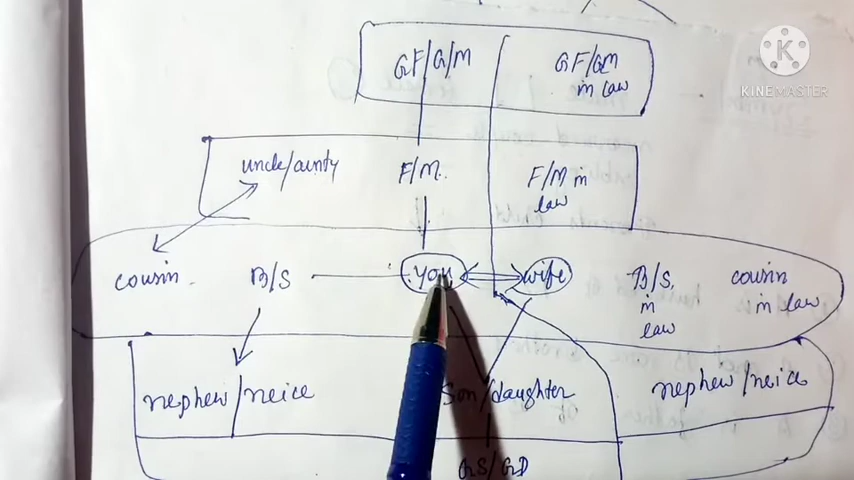 GF/G/M
GF/GM
in law
K
KINEMASTER
uncle/aunty
F/M.
F/M in
law
cousin
B/S
you
wife
B/S
in
law
cousin
in law
nephew/neice
Son/daughter
nephew/neice
GS/GD